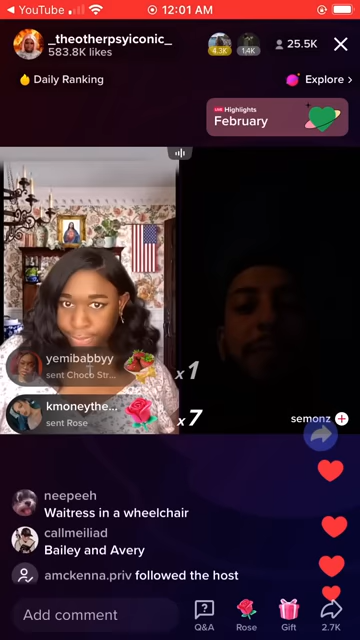 YouTube
12:01 AM
_theotherpsyiconic_
583.8K likes
4.3K
1.4K
25.5K
Daily Ranking
Explore >
LIVE Highlights
February
yemibabbyy
sent Choco Str...
x1
kmoneythe...
sent Rose
x7
semonz
neepeeh
Waitress in a wheelchair
callmeiliad
Bailey and Avery
amckenna.priv followed the host
Add comment
Q&A
Rose
Gift
2.7K